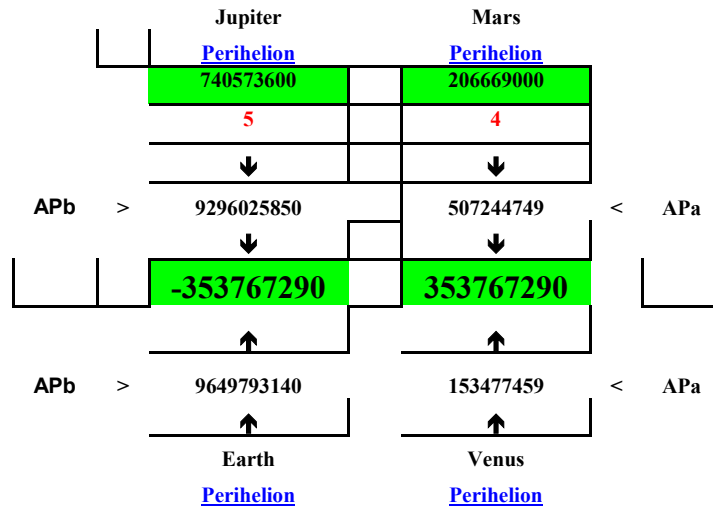 Jupiter Mars
Perihelion Perihelion
740573600 206669000
5 4
🡫 🡫
APb > 9296025850 507244749 < APa
🡫 🡫
-353767290 353767290
🡩 🡩
APb > 9649793140 153477459 < APa
🡩 🡩
Earth Venus
Perihelion Perihelion